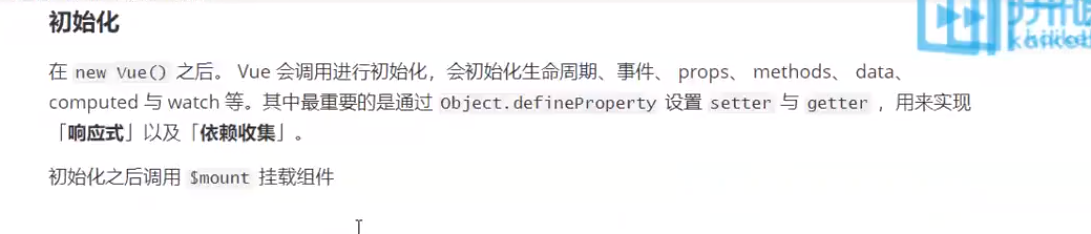 初始化
在 new Vue() 之后。 Vue 会调用进行初始化，会初始化生命周期、事件、 props、 methods、 data、
computed 与 watch 等。其中最重要的是通过 Object.defineProperty 设置 setter 与 getter ，用来实现
「响应式」以及「依赖收集」。
初始化之后调用 $mount 挂载组件